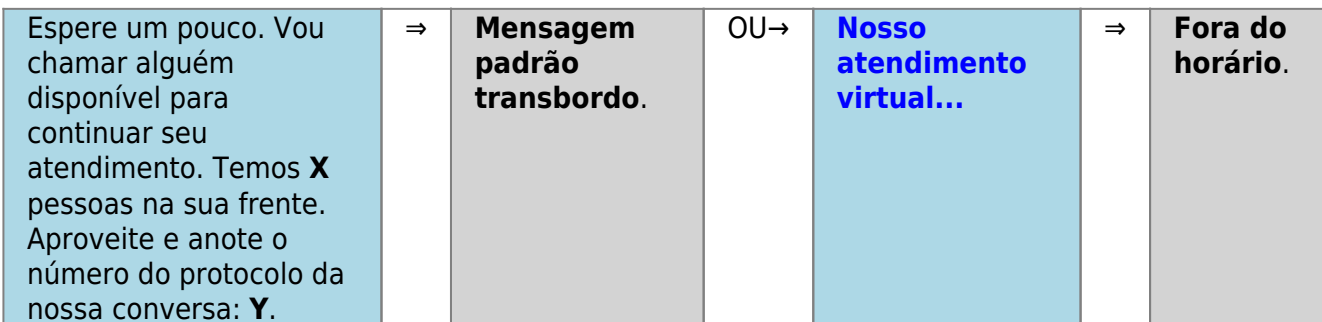 Espere um pouco. Vou
chamar alguém
disponível para
continuar seu
atendimento. Temos X
pessoas na sua frente.
Aproveite e anote o
número do protocolo da
nossa conversa: Y.
⇒
Mensagem
padrão
transbordo.
OU→
Nosso
atendimento
virtual...
⇒
Fora do
horário.